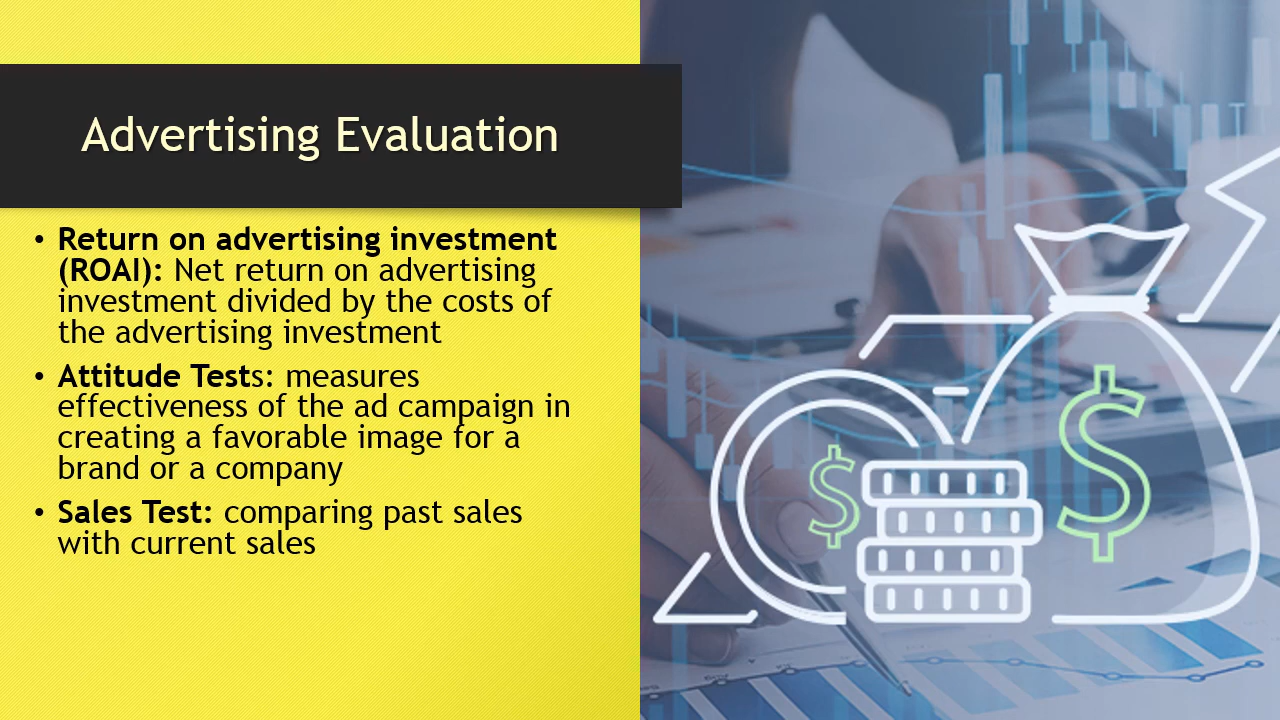 Advertising Evaluation
• Return on advertising investment
(ROAI): Net return on advertising
investment divided by the costs of
the advertising investment
• Attitude Tests: measures
effectiveness of the ad campaign in
creating a favorable image for a
brand or a company
• Sales Test: comparing past sales
with current sales
$
$